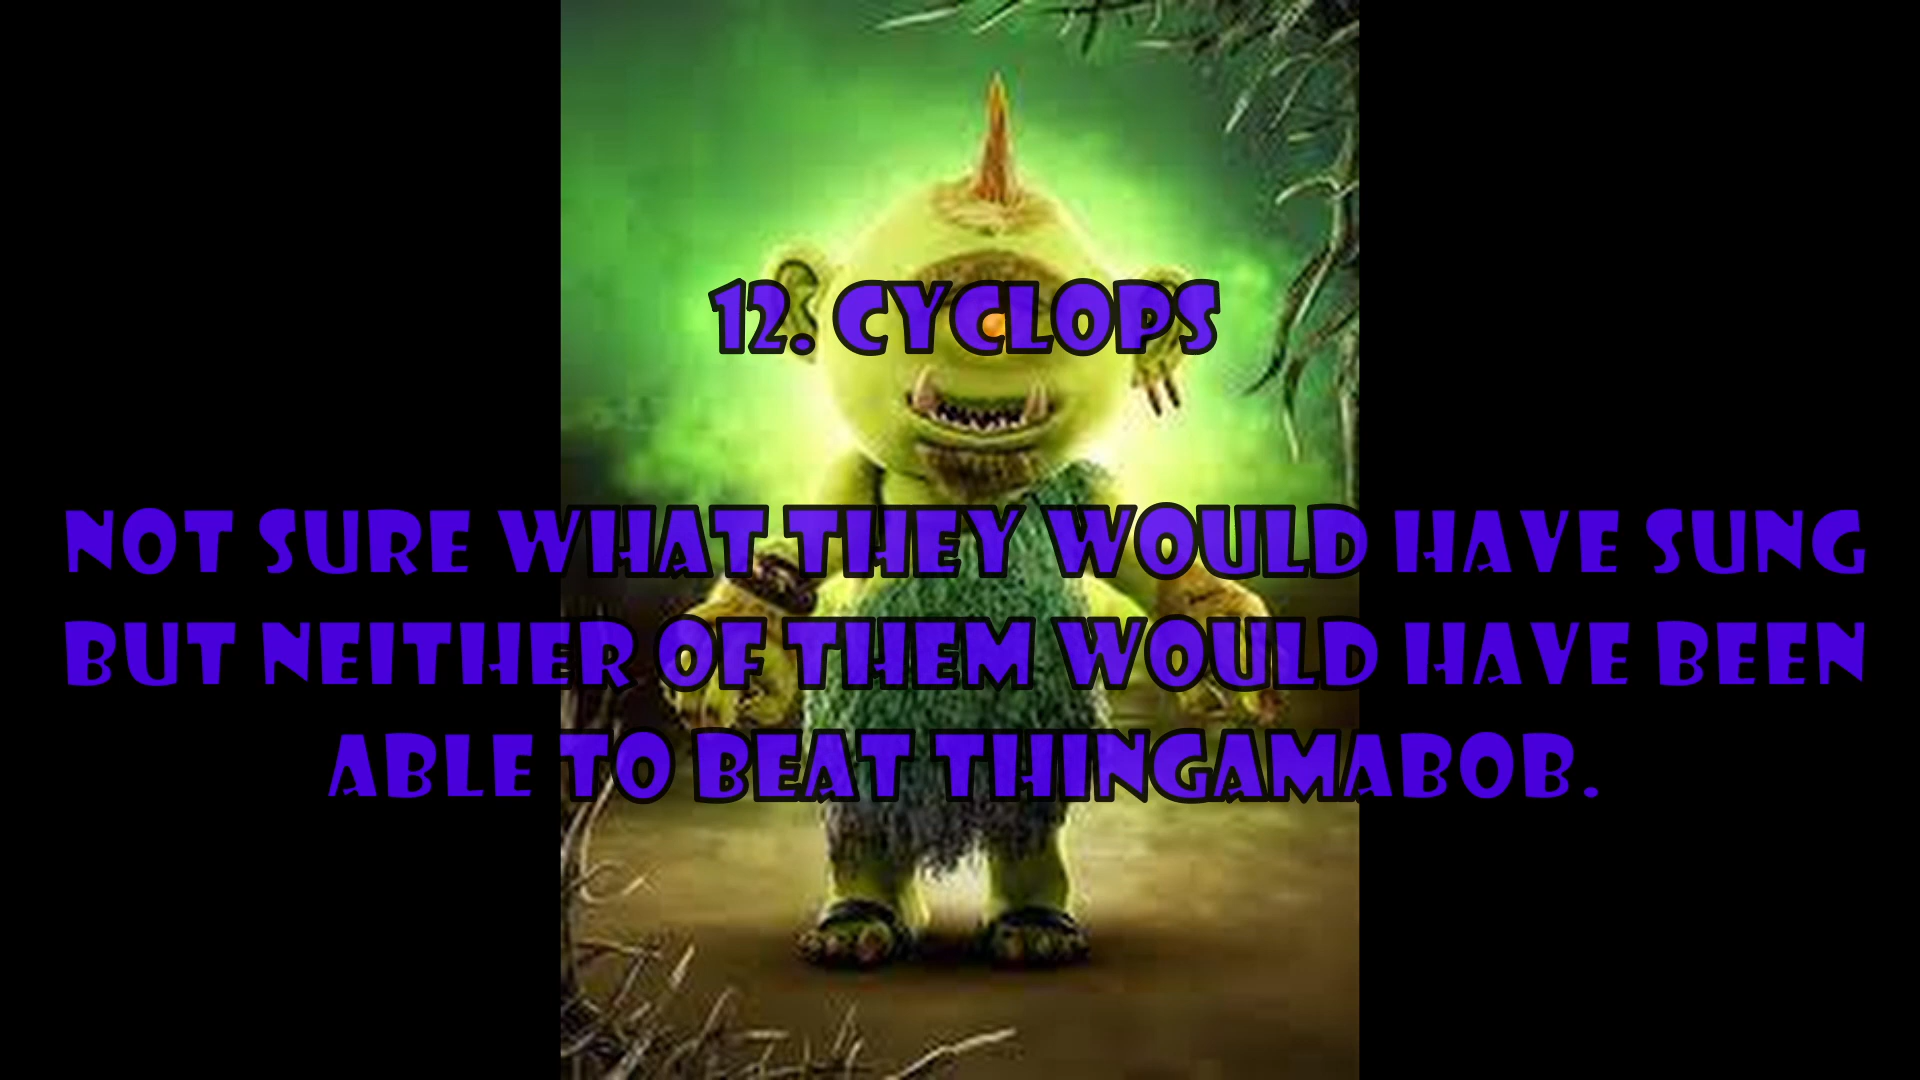 12. CYCLOPS
NOT SURE WHAT THEY WOULD HAVE SUNG
BUT NEITHER OF THEM WOULD HAVE BEEN
ABLE TO BEAT THINGAMABOB.